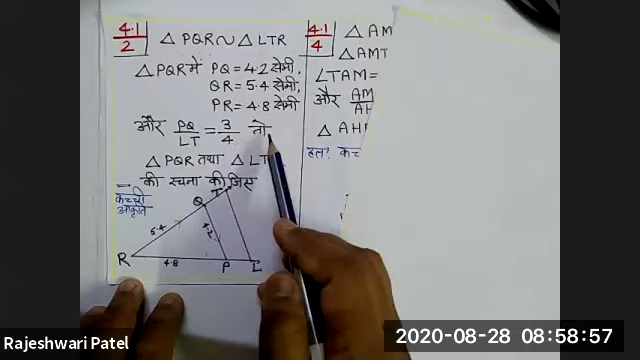 4.1/2 △ PQR ~ △ LTR
△ PQR में PQ = 4.2 सेमी,
QR = 5.4 सेमी,
PR = 4.8 सेमी
और PQ/LT = 3/4 तो
△ PQR तथा △ LT
की रचना कीजिए
कच्ची
आकृति
T
Q
5.4
4.2
R
4.8
P
L
4.1/4 △ AM
△ AMT
∠TAM=
और AM/AH
△ AH
हल: कच
Rajeshwari Patel
2020-08-28 08:58:57